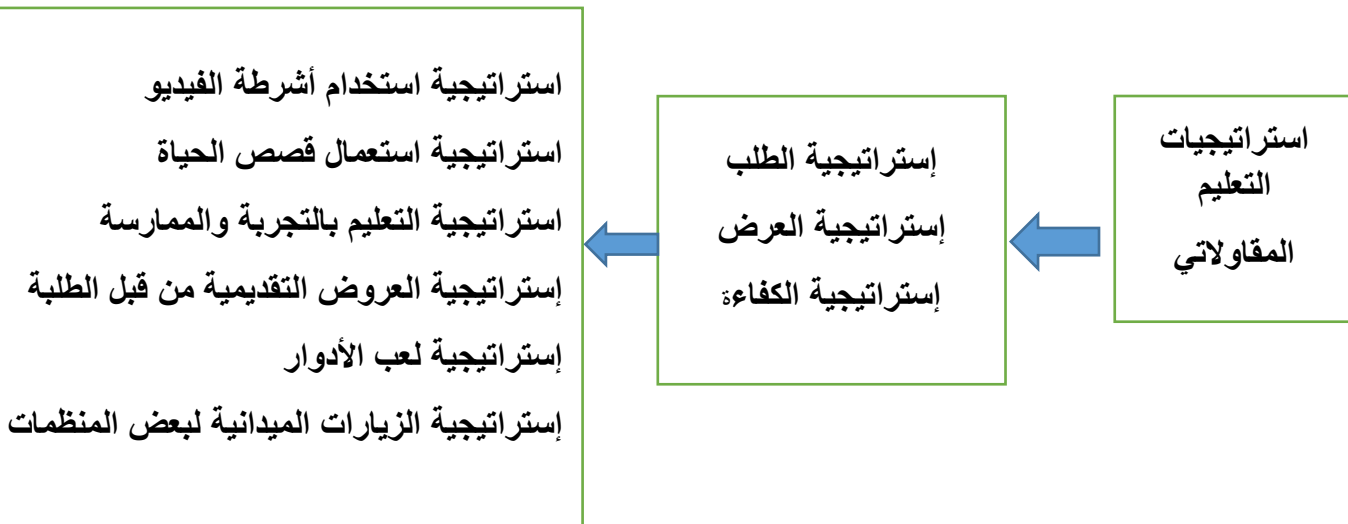 استراتيجيات
التعليم
المقاولاتي
إستراتيجية الطلب
إستراتيجية العرض
إستراتيجية الكفاءة
استراتيجية استخدام أشرطة الفيديو
استراتيجية استعمال قصص الحياة
استراتيجية التعليم بالتجربة والممارسة
إستراتيجية العروض التقديمية من قبل الطلبة
إستراتيجية لعب الأدوار
إستراتيجية الزيارات الميدانية لبعض المنظمات